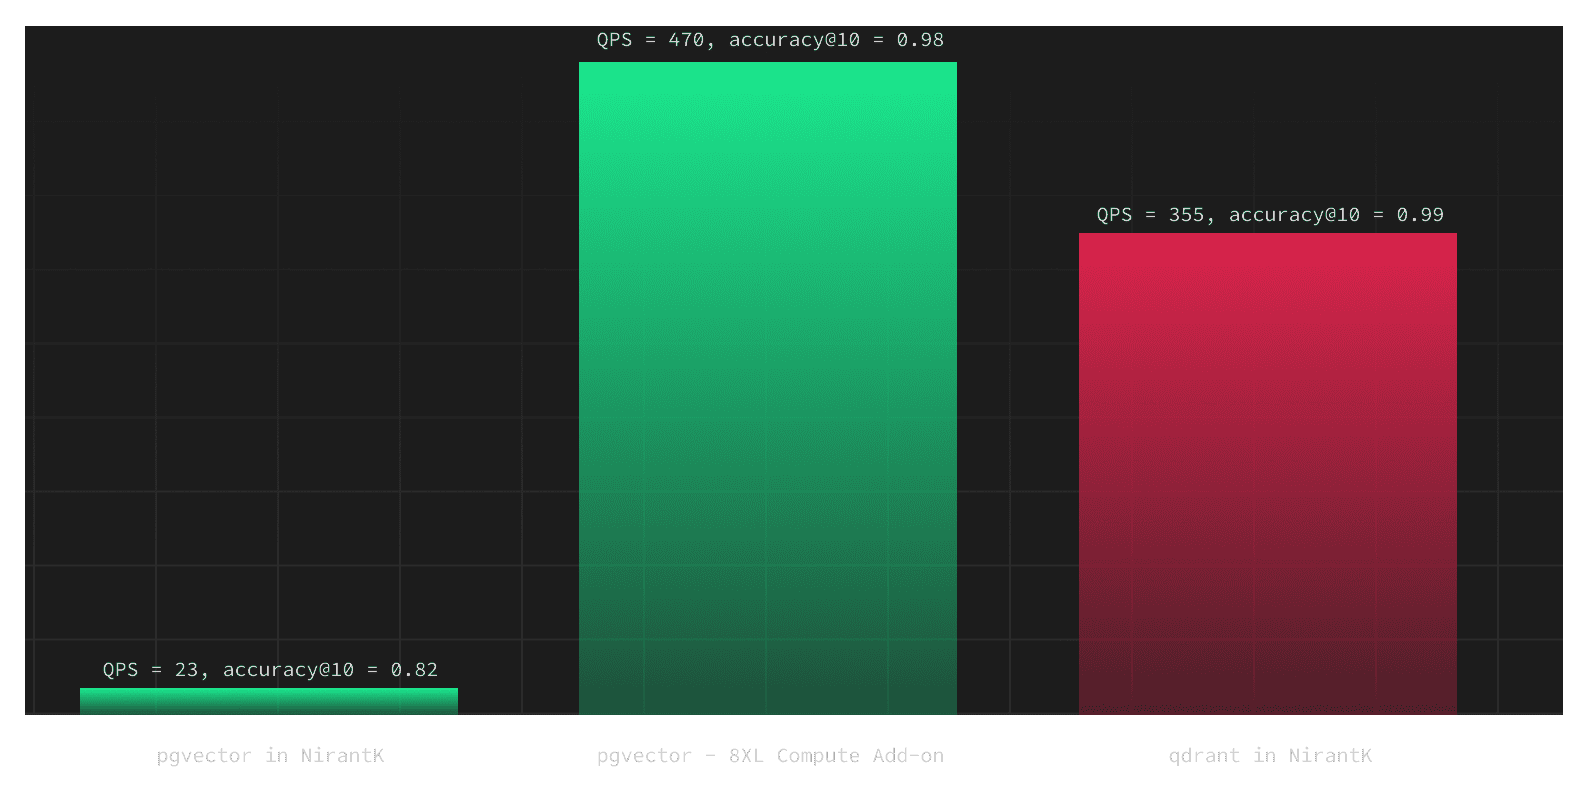 QPS = 470, accuracy@10 = 0.98
QPS = 355, accuracy@10 = 0.99
QPS = 23, accuracy@10 = 0.82
pgvector in NirantK
pgvector - 8XL Compute Add-on
qdrant in NirantK